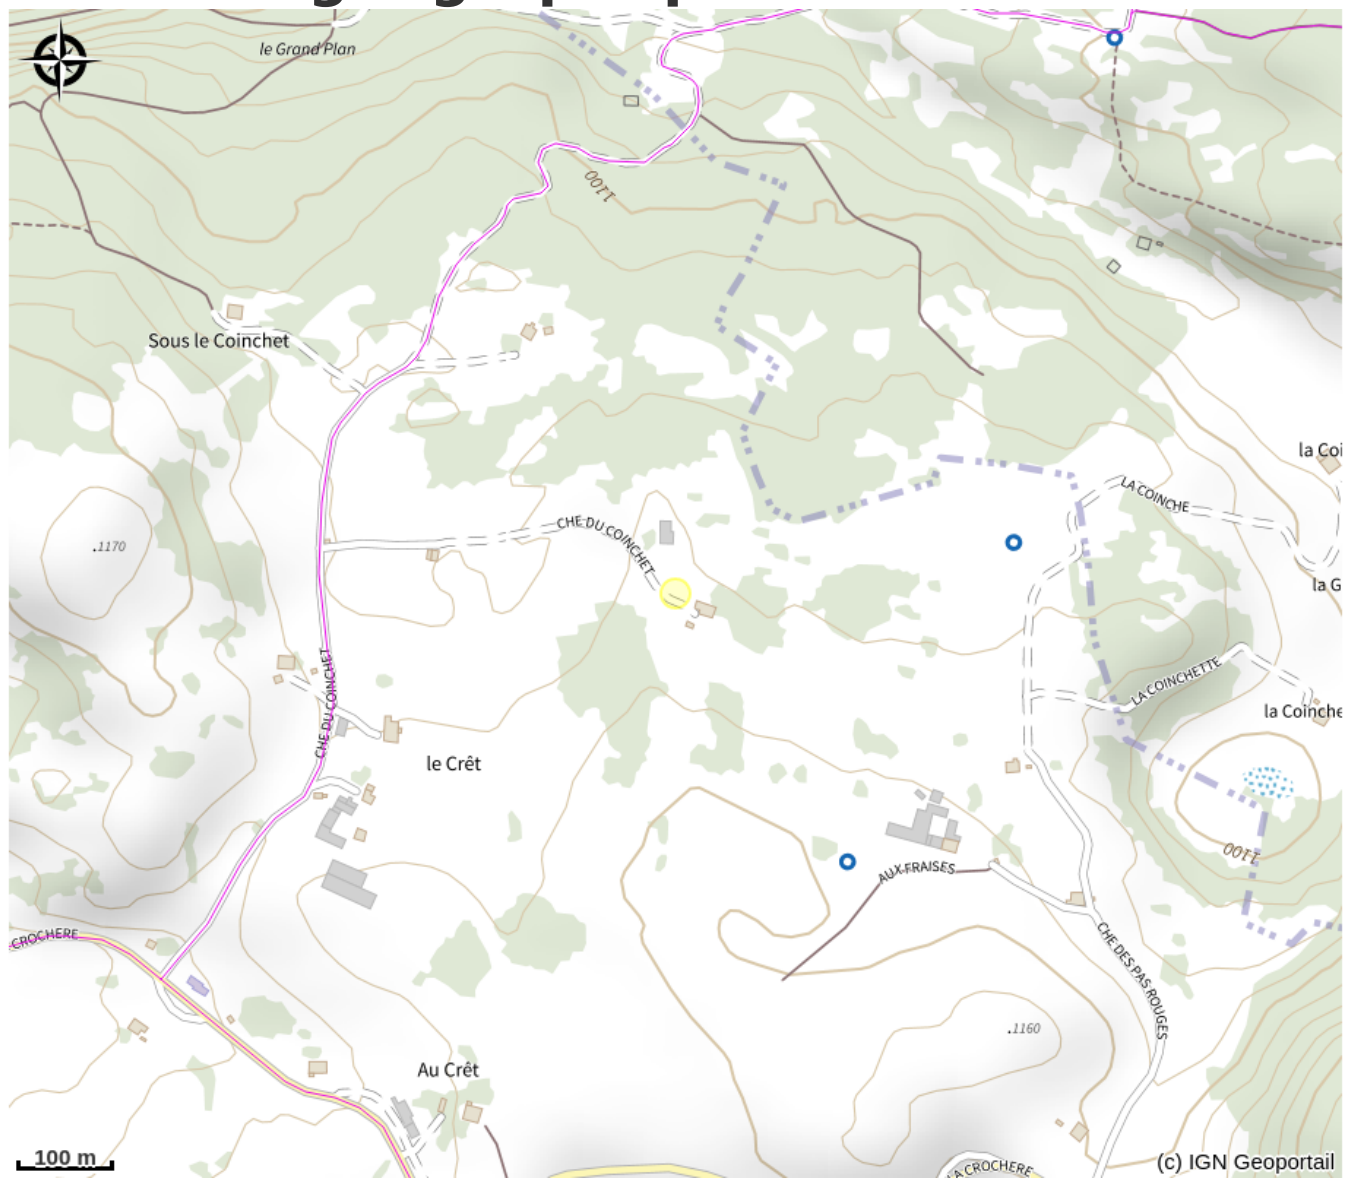 le Grand Plan
1100
Sous le Coinchet
la Coi
LA COINCHE
CHE DU COINCHET
.1170
la G
CHE DU COINCHET
LA COINCHETTE
la Coinche
le Crêt
1100
AUX FRAISES
CROCHERE
CHE DES PAS ROUGES
.1160
Au Crêt
100 m
(c) IGN Geoportail
LA CROCHERE